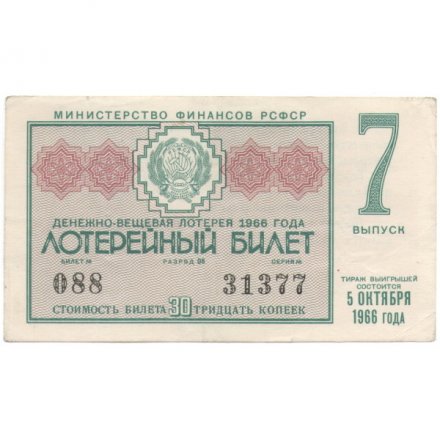 МИНИСТЕРСТВО ФИНАНСОВ РСФСР
7
ВЫПУСК
ДЕНЕЖНО-ВЕЩЕВАЯ ЛОТЕРЕЯ 1966 ГОДА
ЛОТЕРЕЙНЫЙ БИЛЕТ
БИЛЕТ № РАЗРЯД 98 СЕРИЯ №
088 31377
СТОИМОСТЬ БИЛЕТА 30 ТРИДЦАТЬ КОПЕЕК
ТИРАЖ ВЫИГРЫШЕЙ
СОСТОИТСЯ
5 ОКТЯБРЯ
1966 ГОДА